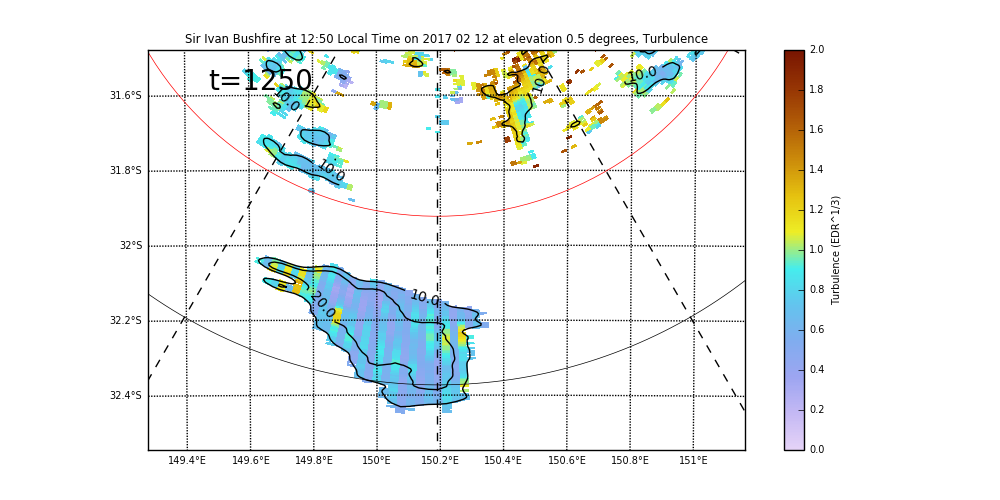 Sir Ivan Bushfire at 12:50 Local Time on 2017 02 12 at elevation 0.5 degrees, Turbulence
t=1250
10.0
10.0
10.0
10.0
10.0
20.0
31.6°S
31.8°S
32°S
32.2°S
32.4°S
149.4°E 149.6°E 149.8°E 150°E 150.2°E 150.4°E 150.6°E 150.8°E 151°E
2.0
1.8
1.6
1.4
1.2
1.0
0.8
0.6
0.4
0.2
0.0
Turbulence (EDR^1/3)